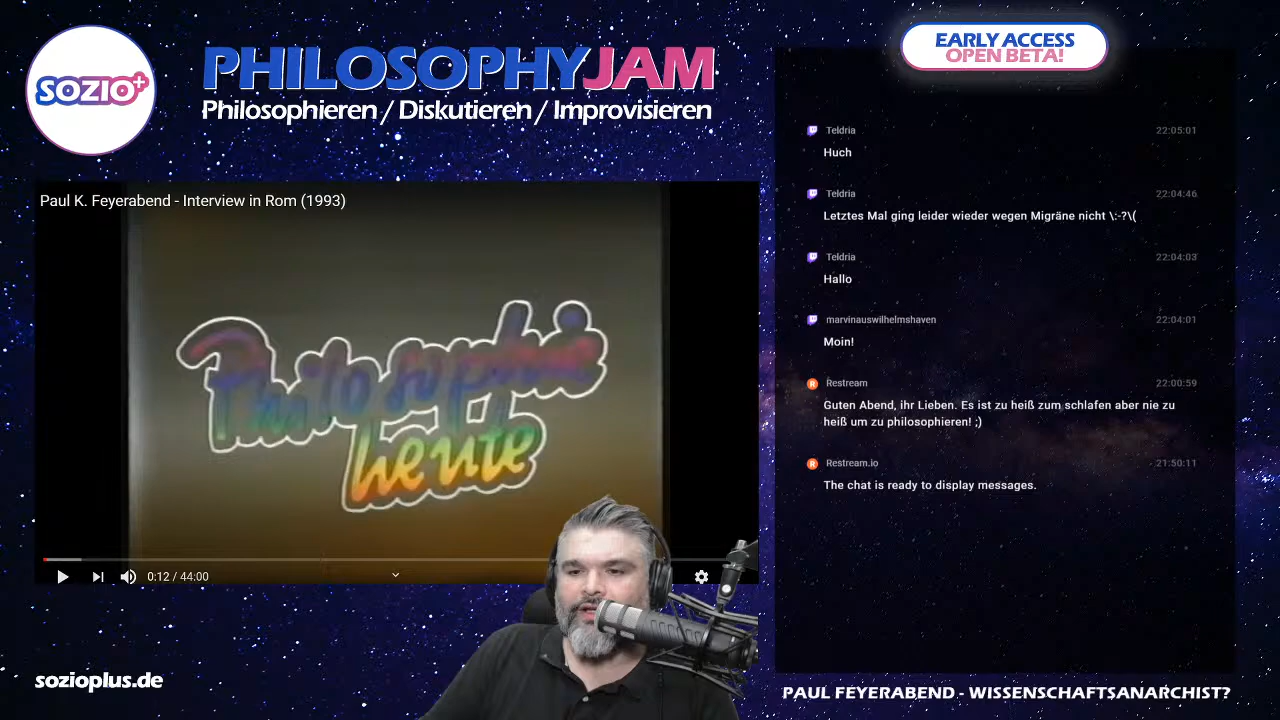 SOZIO+
PHILOSOPHYJAM
Philosophieren / Diskutieren / Improvisieren
EARLY ACCESS
OPEN BETA!
Paul K. Feyerabend - Interview in Rom (1993)
Philosophie
heute
0:12 / 44:00
sozioplus.de
Teldria 22:05:01
Huch
Teldria 22:04:46
Letztes Mal ging leider wieder wegen Migräne nicht \:-?\(
Teldria 22:04:03
Hallo
marvinauswilhelmshaven 22:04:01
Moin!
Restream 22:00:59
Guten Abend, ihr Lieben. Es ist zu heiß zum schlafen aber nie zu
heiß um zu philosophieren! ;)
Restream.io 21:50:11
The chat is ready to display messages.
PAUL FEYERABEND - WISSENSCHAFTSANARCHIST?